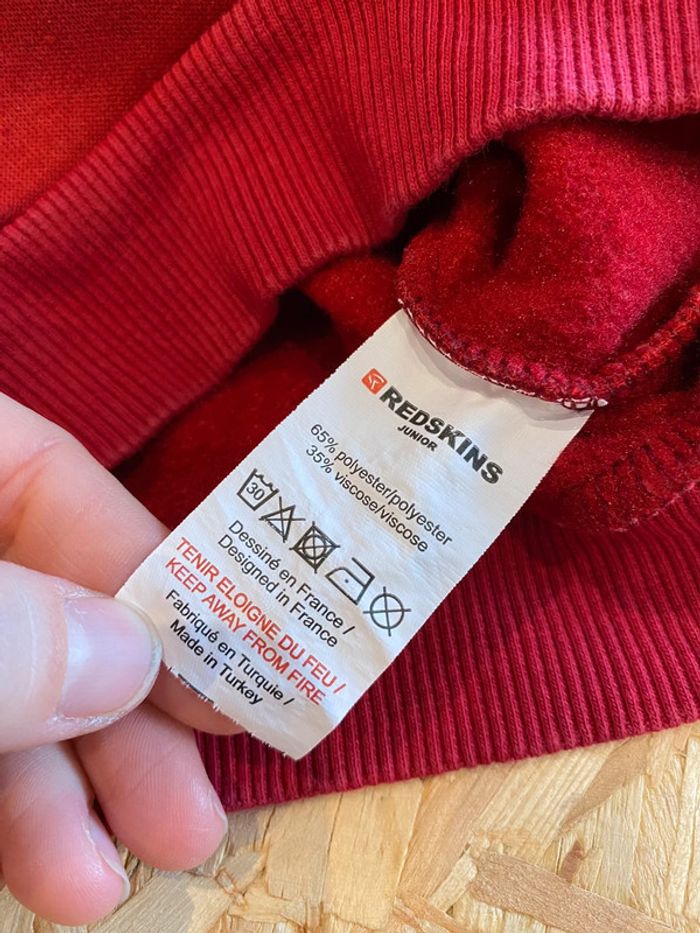 REDSKINS
JUNIOR
65% polyester/polyester
35% viscose/viscose
30
Dessiné en France /
Designed in France
TENIR ELOIGNE DU FEU /
KEEP AWAY FROM FIRE
Fabriqué en Turquie /
Made in Turkey